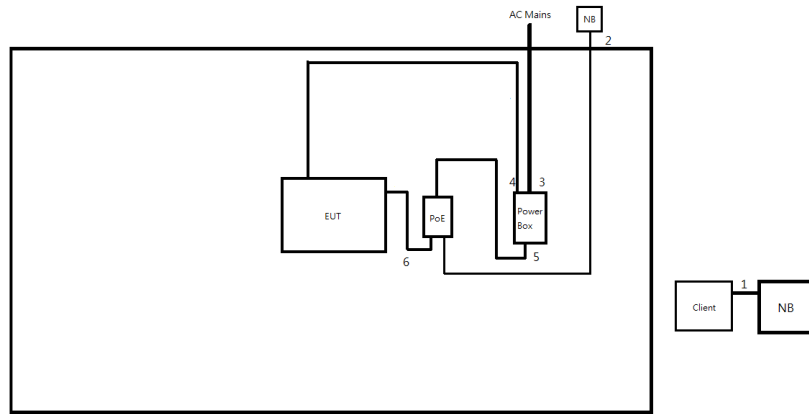 AC Mains
NB
2
4
3
EUT
PoE
Power
Box
6
5
1
Client
NB